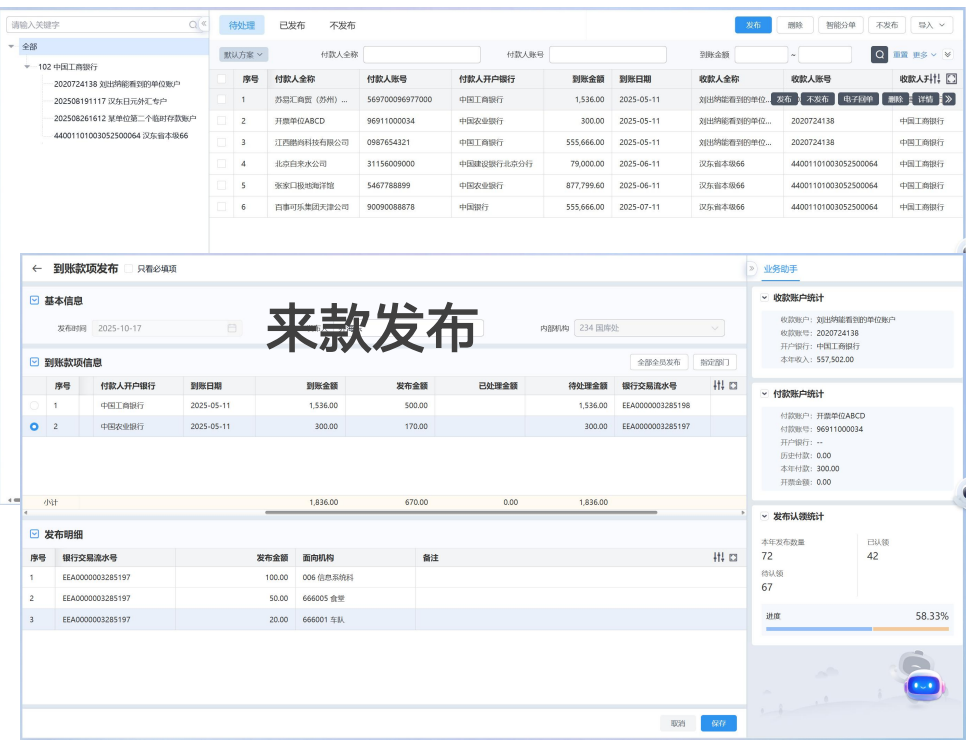 请输入关键字
待处理 已发布 不发布 发布 删除 智能分单 不发布 导入
全部
默认方案 付款人全称 付款人账号 到账金额 ~ 重置 更多
102 中国工商银行
2020724138 刘出纳能看到的单位账户
202508191117 汉东日元外汇专户
202508261612 某单位第二个临时存款账户
44001101003052500064 汉东省本级66
序号 付款人全称 付款人账号 付款人开户银行 到账金额 到账日期 收款人全称 收款人账号 收款人开
1 苏易汇商贸（苏州）... 569700096977000 中国工商银行 1,536.00 2025-05-11 刘出纳能看到的单位... 发布 不发布 电子回单 删除 详情
2 开票单位ABCD 96911000034 中国农业银行 300.00 2025-05-11 刘出纳能看到的单位... 2020724138 中国工商银行
3 江西皓尚科技有限公司 0987654321 中国工商银行 555,666.00 2025-05-11 刘出纳能看到的单位... 2020724138 中国工商银行
4 北京自来水公司 31156009000 中国建设银行北京分行 79,000.00 2025-06-11 汉东省本级66 44001101003052500064 中国工商银行
5 张家口极地海洋馆 5467788899 中国农业银行 877,799.60 2025-06-11 汉东省本级66 44001101003052500064 中国工商银行
6 百事可乐集团天津公司 90090088878 中国银行 555,666.00 2025-07-11 汉东省本级66 44001101003052500064 中国工商银行
到账款项发布 只看必填项
基本信息
发布时间 2025-10-17 内部机构 234 国库处
来款发布
到账款项信息 全部全员发布 指定部门
序号 付款人开户银行 到账日期 到账金额 发布金额 已处理金额 待处理金额 银行交易流水号
1 中国工商银行 2025-05-11 1,536.00 500.00 1,536.00 EEA0000003285198
2 中国农业银行 2025-05-11 300.00 170.00 300.00 EEA0000003285197
小计 1,836.00 670.00 0.00 1,836.00
发布明细
序号 银行交易流水号 发布金额 面向机构 备注
1 EEA0000003285197 100.00 006 信息系统科
2 EEA0000003285197 50.00 666005 食堂
3 EEA0000003285197 20.00 666001 车队
取消 保存
业务助手
收款账户统计
收款账户: 刘出纳能看到的单位账户
收款账号: 2020724138
开户银行: 中国工商银行
本年收入: 557,502.00
付款账户统计
付款账户: 开票单位ABCD
付款账号: 96911000034
开户银行: --
历史付款: 0.00
本年付款: 300.00
开票金额: 0.00
发布认领统计
本年发布数量 已认领
72 42
待认领
67
进度 58.33%